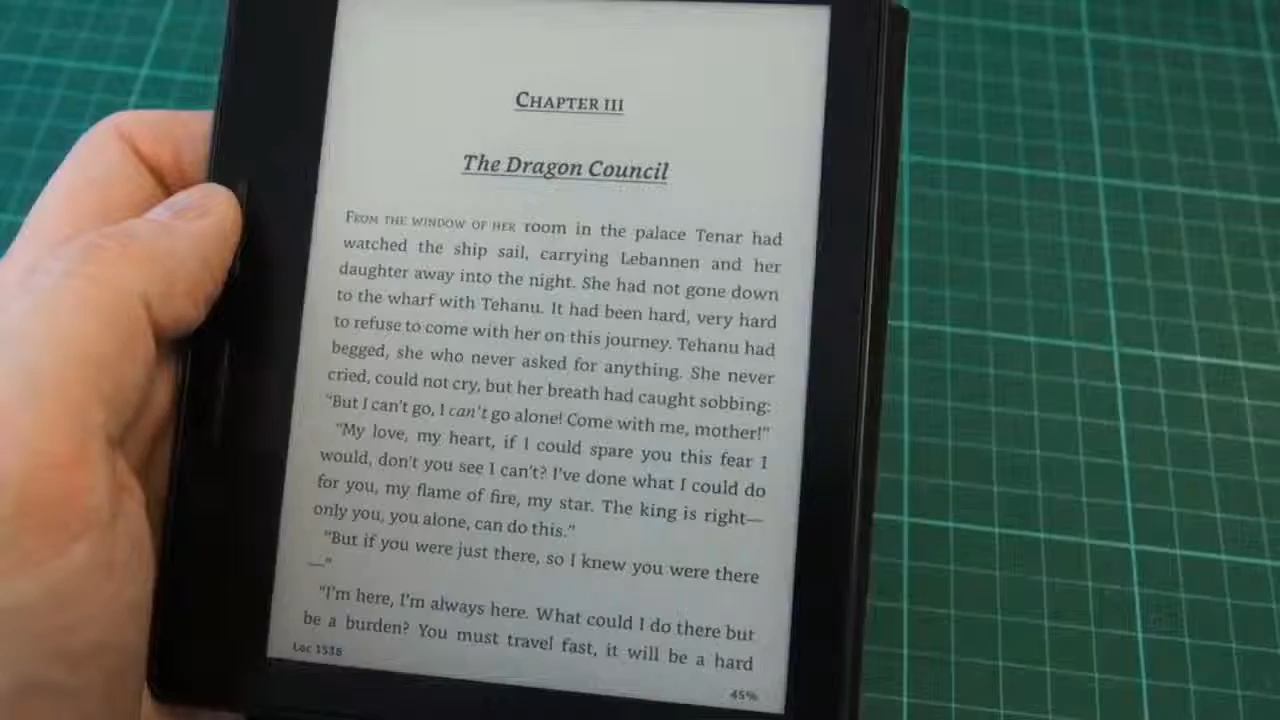 CHAPTER III
The Dragon Council
FROM THE WINDOW OF HER room in the palace Tenar had
watched the ship sail, carrying Lebannen and her
daughter away into the night. She had not gone down
to the wharf with Tehanu. It had been hard, very hard
to refuse to come with her on this journey. Tehanu had
begged, she who never asked for anything. She never
cried, could not cry, but her breath had caught sobbing:
“But I can’t go, I can’t go alone! Come with me, mother!”
“My love, my heart, if I could spare you this fear I
would, don’t you see I can’t? I’ve done what I could do
for you, my flame of fire, my star. The king is right—
only you, you alone, can do this.”
“But if you were just there, so I knew you were there
—”
“I’m here, I’m always here. What could I do there but
be a burden? You must travel fast, it will be a hard
Loc 1536
45%